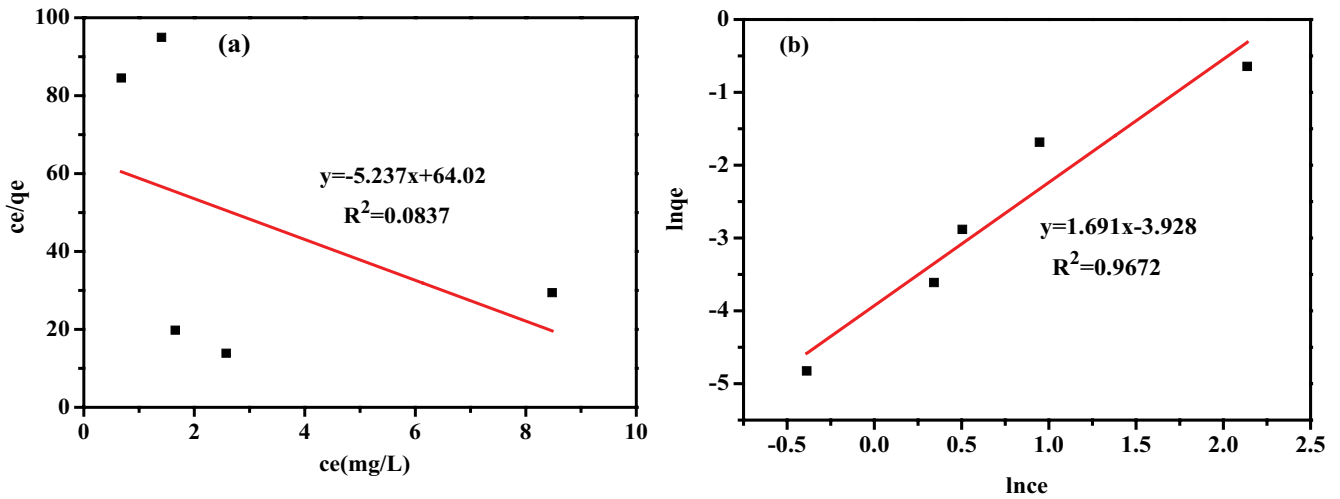 (a)
100
80
60
40
20
0
ce/qe
y=-5.237x+64.02
R²=0.0837
0 2 4 6 8 10
ce(mg/L)
(b)
0
-1
-2
-3
-4
-5
lnqe
y=1.691x-3.928
R²=0.9672
-0.5 0.0 0.5 1.0 1.5 2.0 2.5
lnce